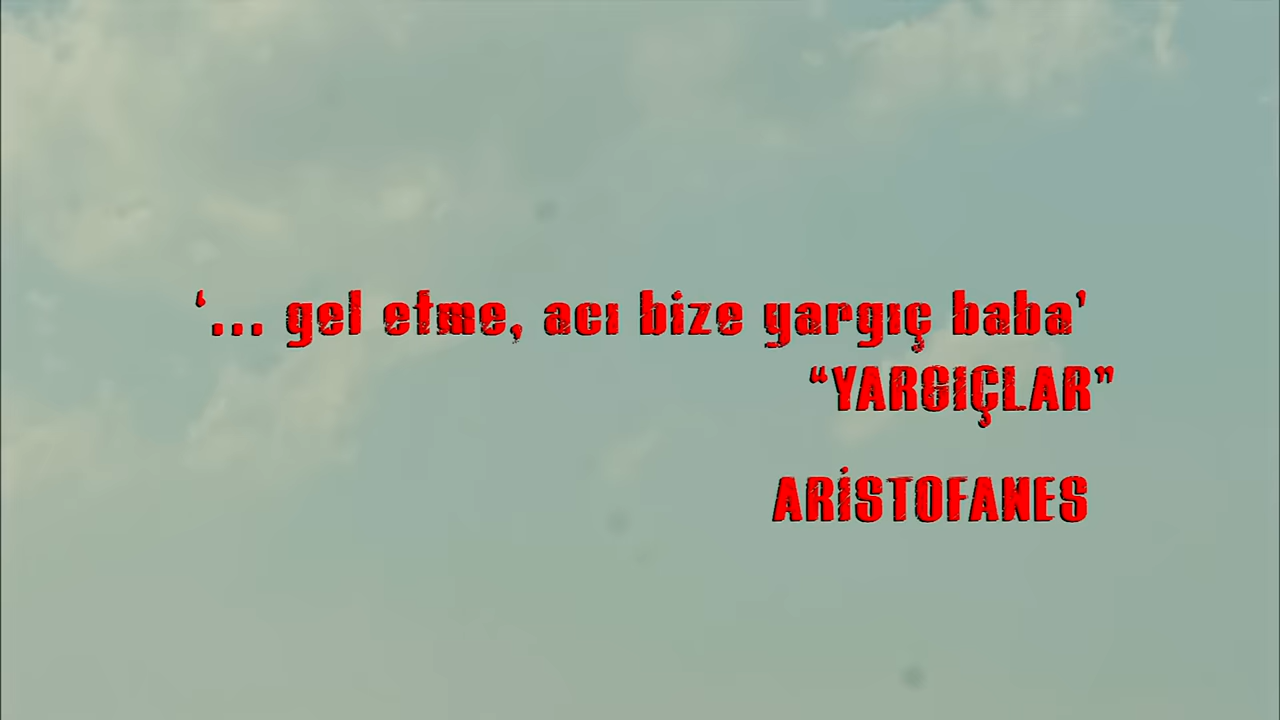 ‘... gel etme, acı bize yargıç baba’
“YARGIÇLAR”
ARİSTOFANES